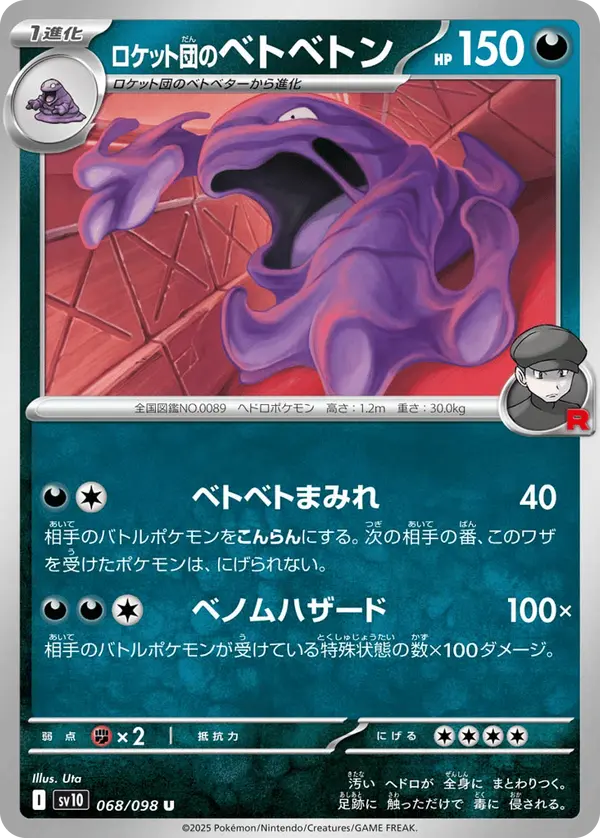 1進化
ロケット団のベトベトン
HP 150
ロケット団のベトベターから進化
全国図鑑NO.0089 ヘドロポケモン 高さ:1.2m 重さ:30.0kg
R
ベトベトまみれ 40
相手のバトルポケモンをこんらんにする。次の相手の番、このワザ
を受けたポケモンは、にげられない。
ベノムハザード 100×
相手のバトルポケモンが受けている特殊状態の数×100ダメージ。
弱点 ×2 抵抗力 にげる
Illus. Uta
I sv10 068/098 U
汚い ヘドロが 全身に まとわりつく。
足跡に 触っただけで 毒に 侵される。
©2025 Pokémon/Nintendo/Creatures/GAME FREAK.